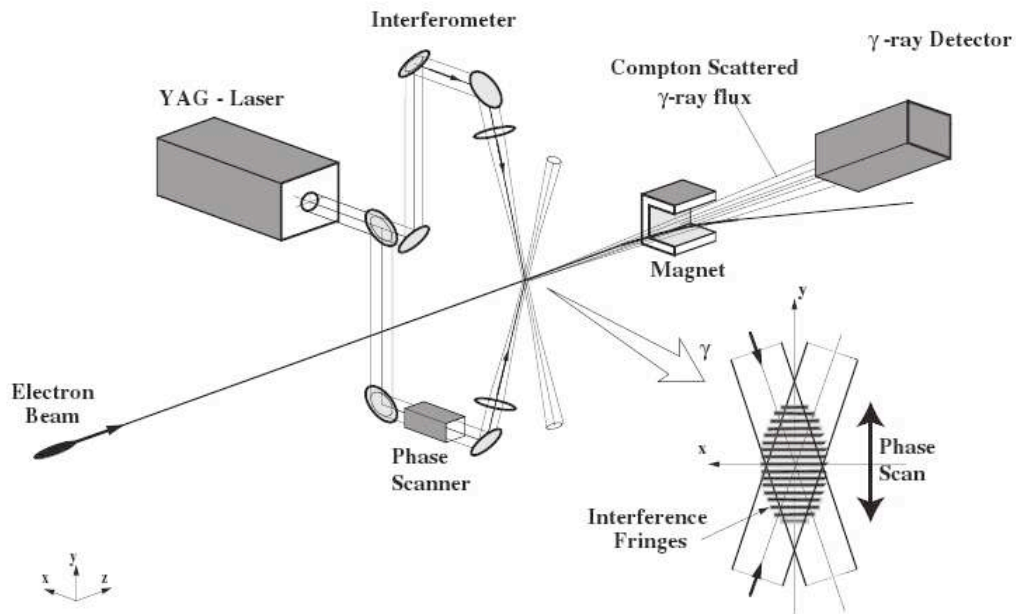 Interferometer
γ -ray Detector
Compton Scattered
γ-ray flux
YAG - Laser
Magnet
y
γ
Electron
Beam
Phase
Scanner
x
Phase
Scan
Interference
Fringes
y
x
z